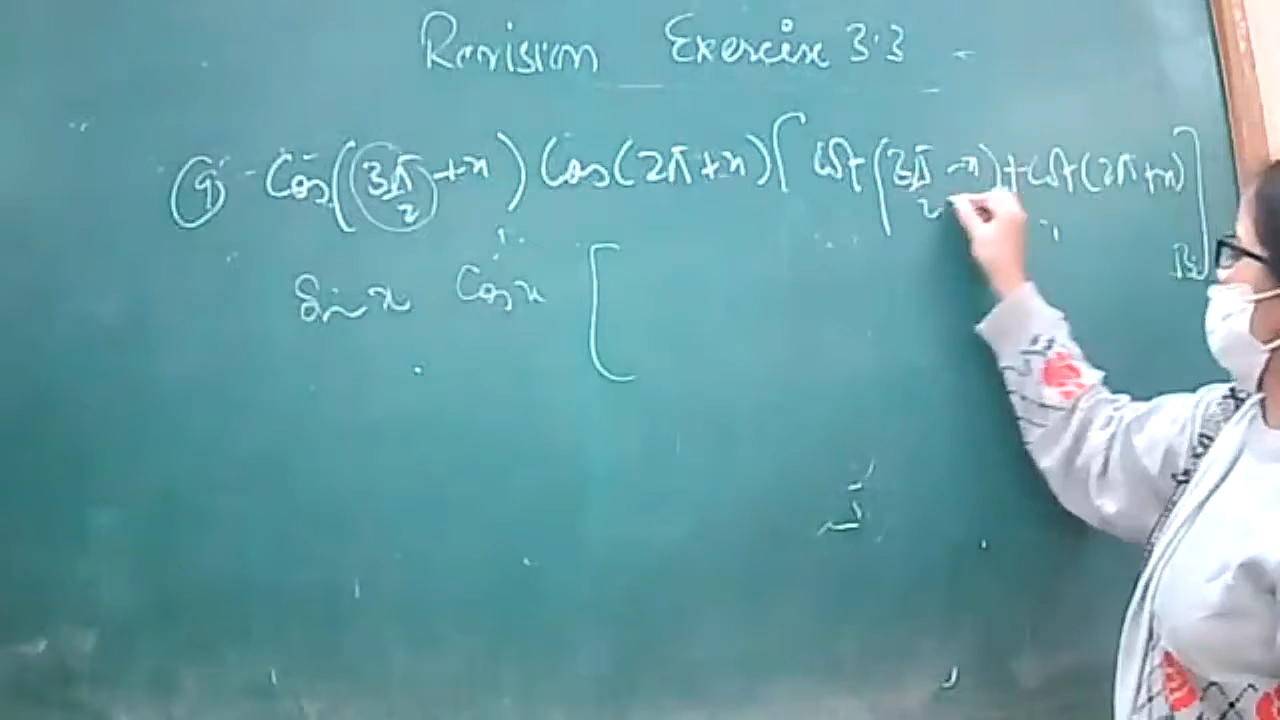 Revision Exercise 3.3
⑨ Cos(3π/2 + x) Cos(2π + x) [Cot(3π/2 - x) + Cot(2π + x)]
Sin x Cos x [